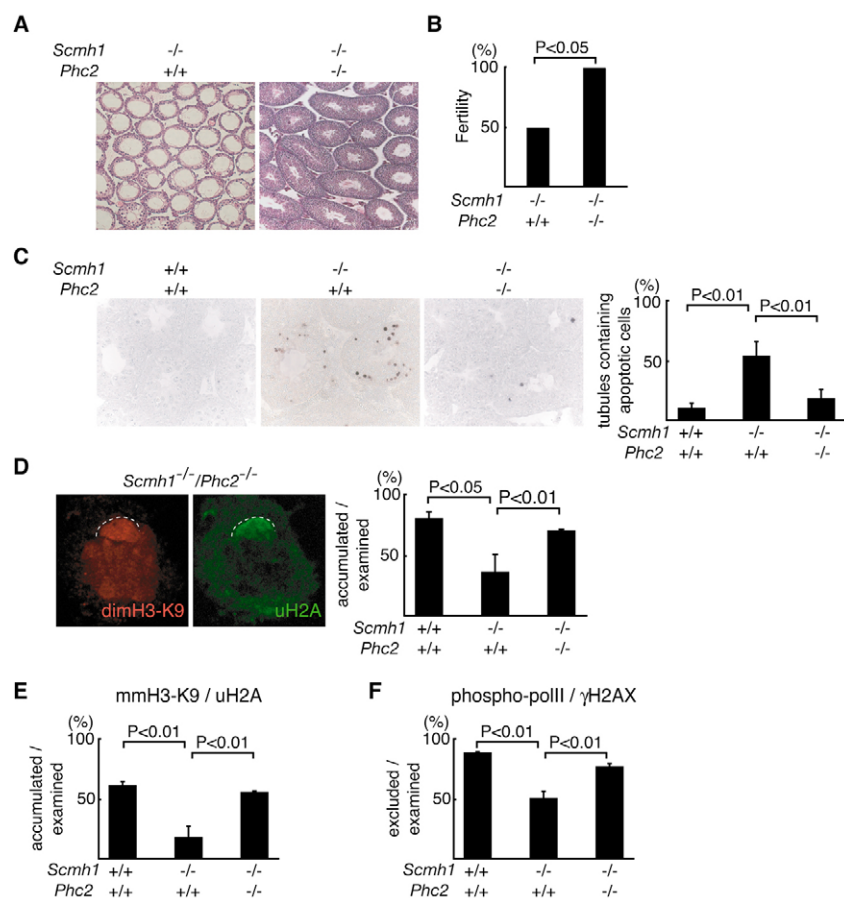 A
Scmh1 -/- -/-
Phc2 +/+ -/-
B
(%)
P<0.05
100
50
Fertility
Scmh1 -/- -/-
Phc2 +/+ -/-
C
Scmh1 +/+ -/- -/-
Phc2 +/+ +/+ -/-
(%)
100
P<0.01
P<0.01
50
tubules containing
apoptotic cells
Scmh1 +/+ -/- -/-
Phc2 +/+ +/+ -/-
D
Scmh1-/-/Phc2-/-
dimH3-K9
uH2A
(%)
100
P<0.05
P<0.01
50
accumulated /
examined
Scmh1 +/+ -/- -/-
Phc2 +/+ +/+ -/-
E
mmH3-K9 / uH2A
(%)
P<0.01
100
P<0.01
50
accumulated /
examined
Scmh1 +/+ -/- -/-
Phc2 +/+ +/+ -/-
F
phospho-polII / γH2AX
(%)
P<0.01
100
P<0.01
50
excluded /
examined
Scmh1 +/+ -/- -/-
Phc2 +/+ +/+ -/-